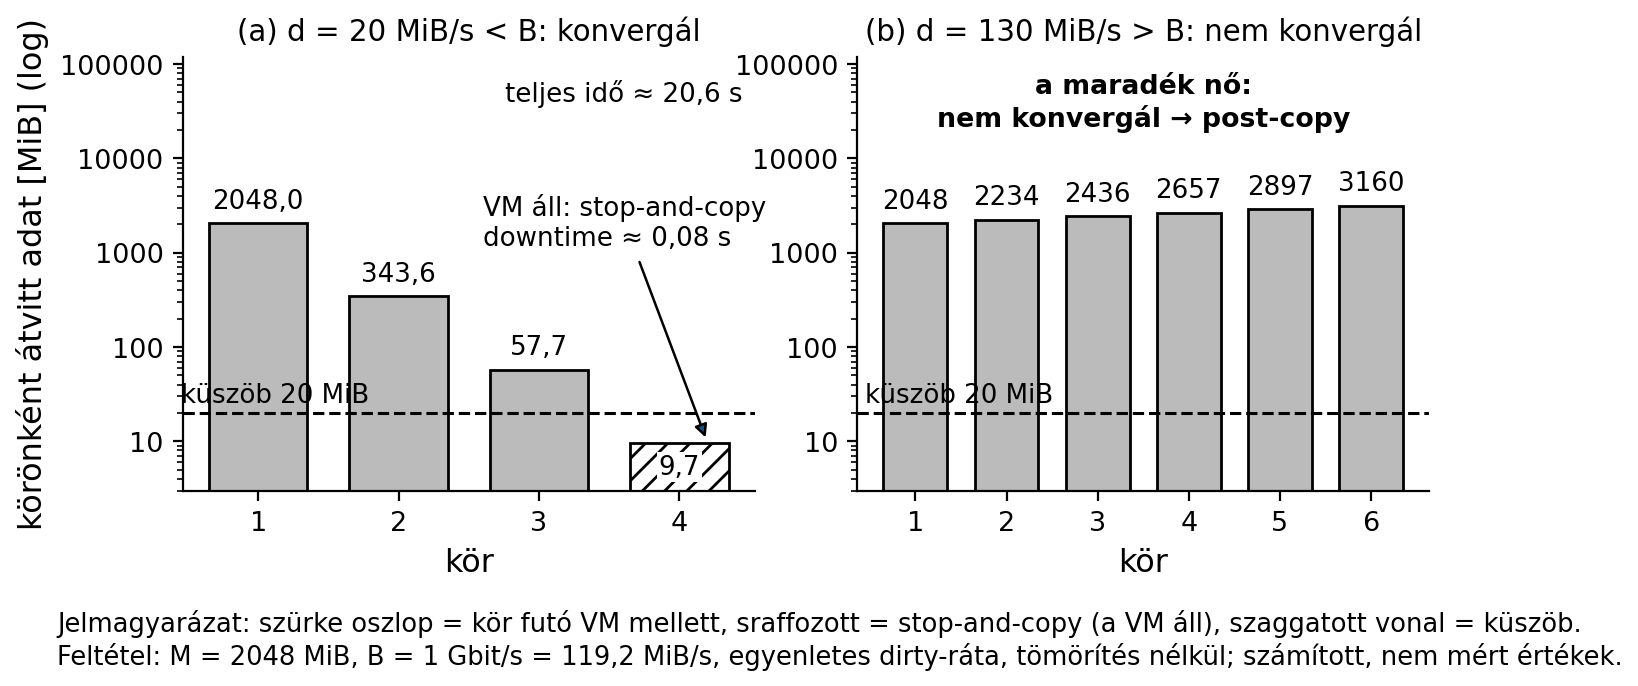 (a) d = 20 MiB/s < B: konvergál
körönként átvitt adat [MiB] (log)
100000
10000
1000
100
10
teljes idő ≈ 20,6 s
VM áll: stop-and-copy
downtime ≈ 0,08 s
2048,0
343,6
57,7
9,7
küszöb 20 MiB
1
2
3
4
kör
(b) d = 130 MiB/s > B: nem konvergál
100000
10000
1000
100
10
a maradék nő:
nem konvergál → post-copy
2048
2234
2436
2657
2897
3160
küszöb 20 MiB
1
2
3
4
5
6
kör
Jelmagyarázat: szürke oszlop = kör futó VM mellett, sraffozott = stop-and-copy (a VM áll), szaggatott vonal = küszöb.
Feltétel: M = 2048 MiB, B = 1 Gbit/s = 119,2 MiB/s, egyenletes dirty-ráta, tömörítés nélkül; számított, nem mért értékek.